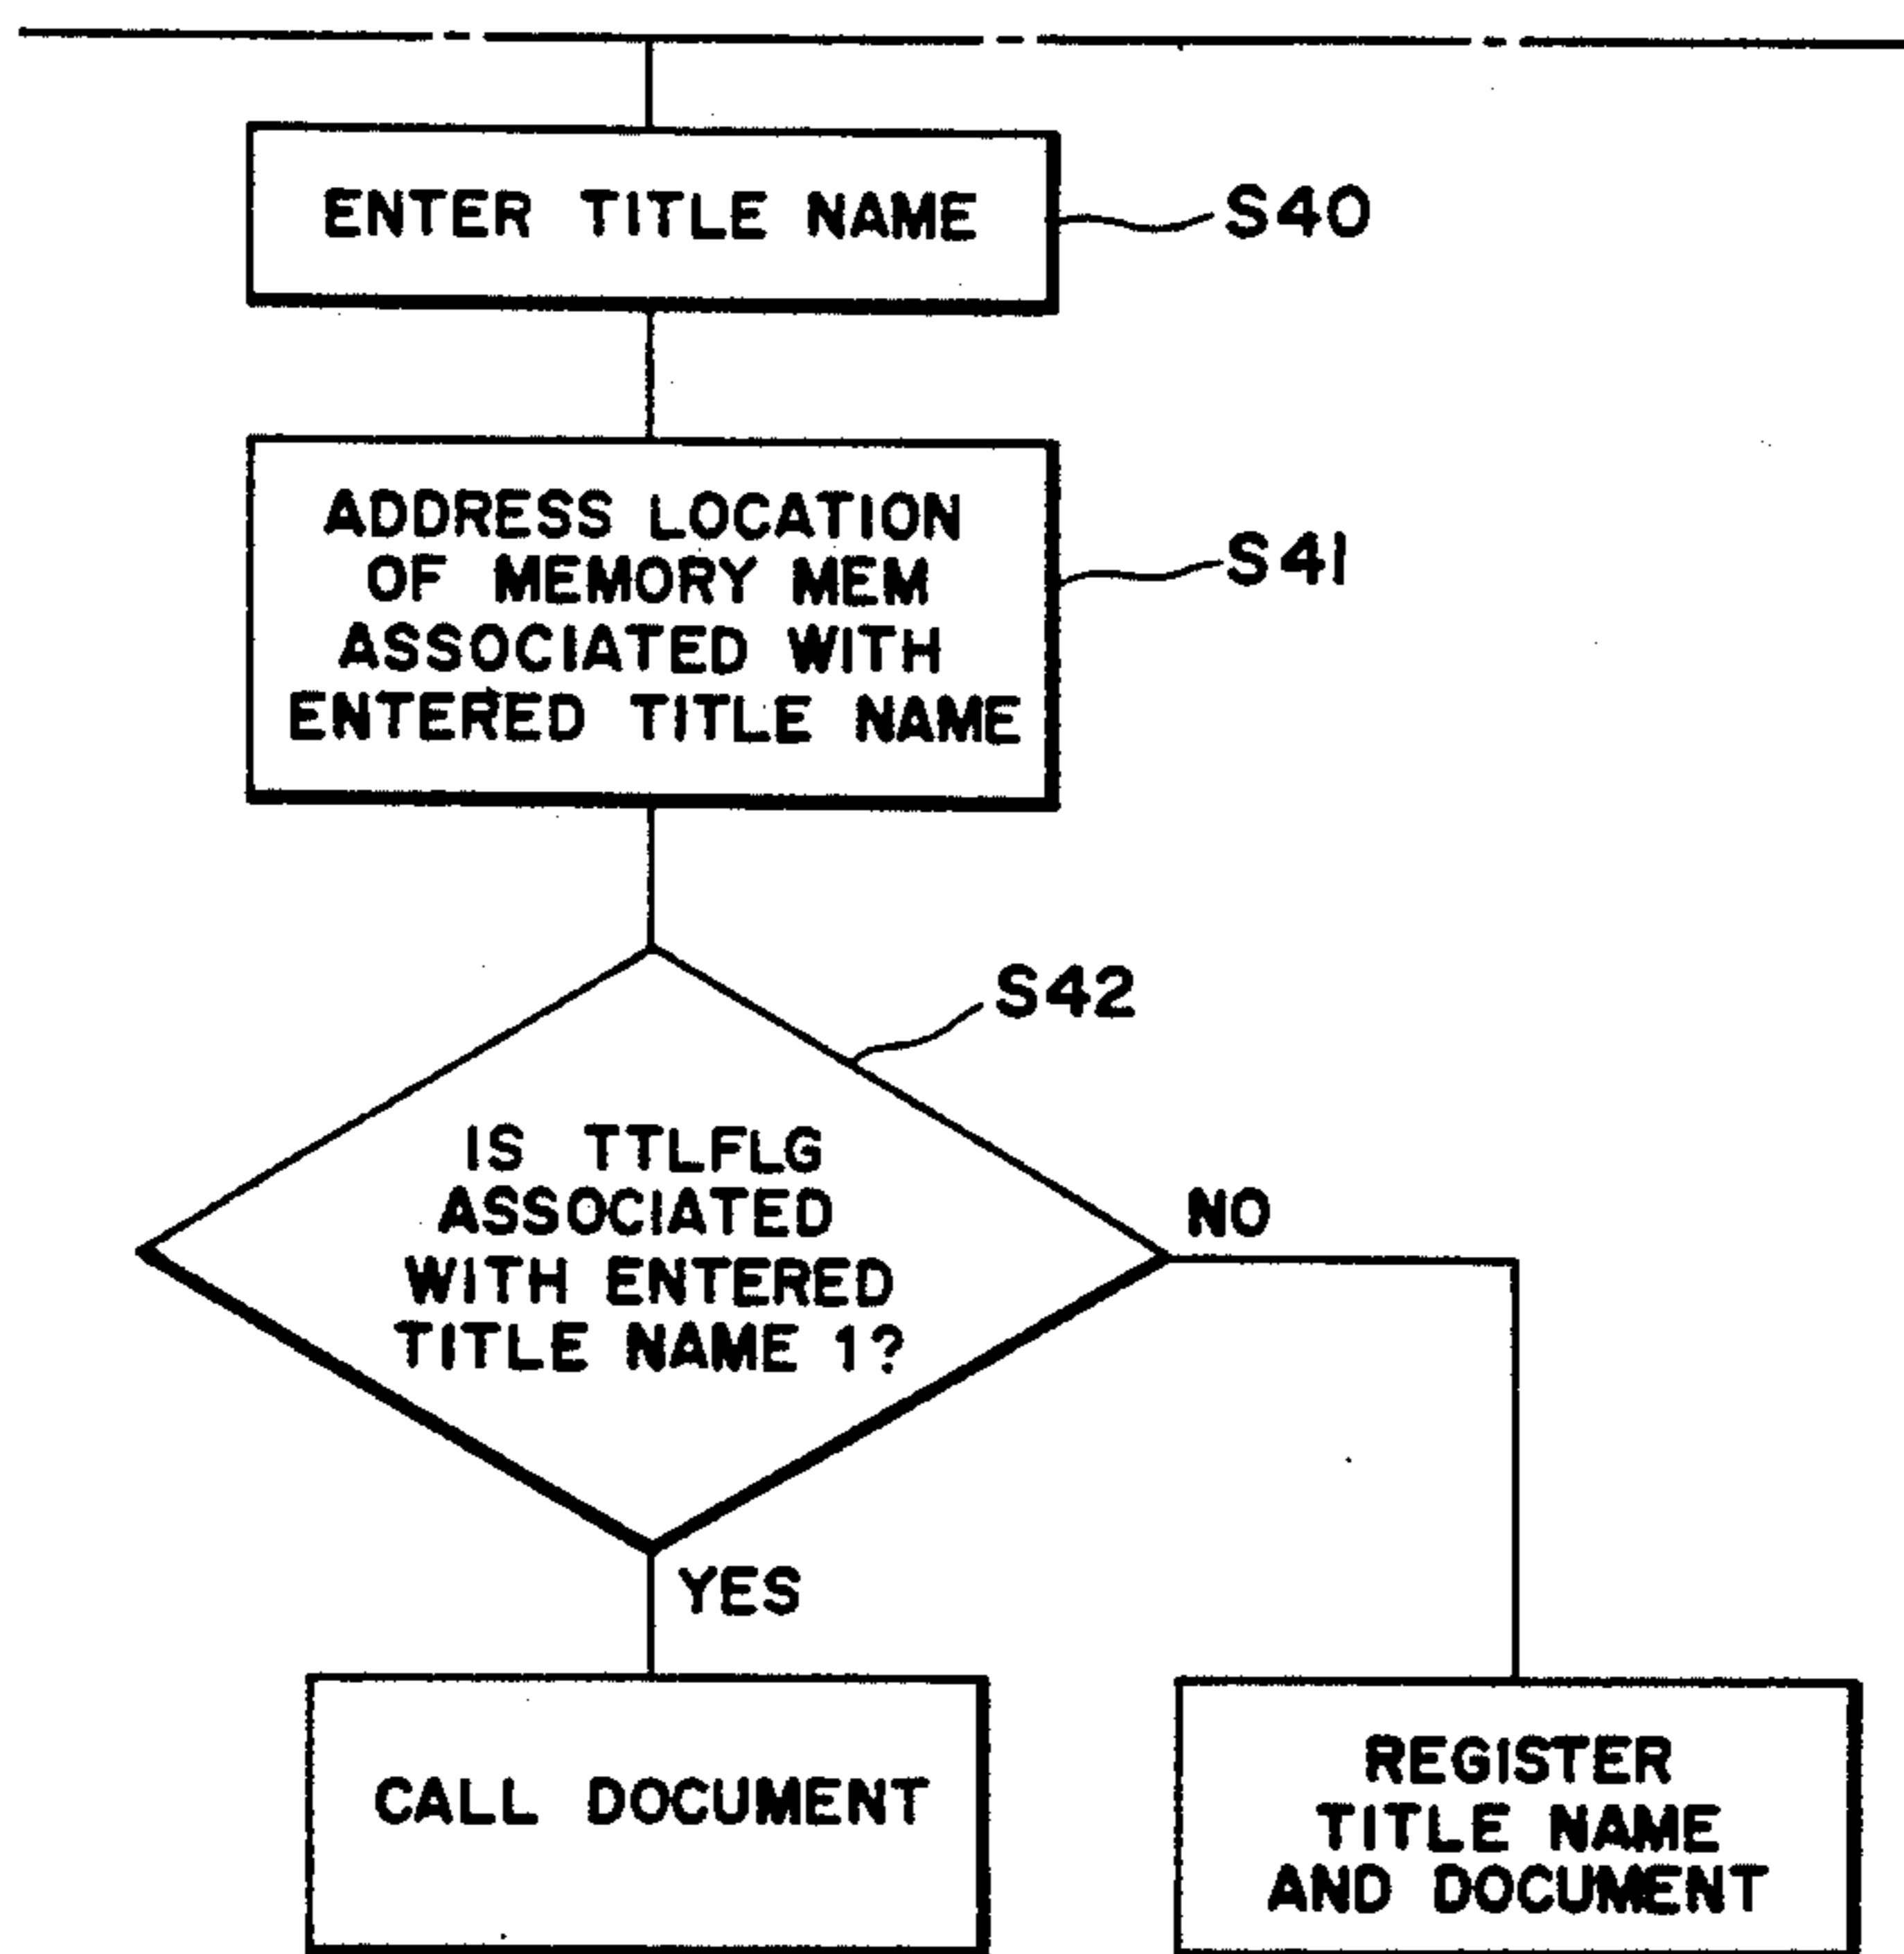 ENTER TITLE NAME
S40
ADDRESS LOCATION
OF MEMORY MEM
ASSOCIATED WITH
ENTERED TITLE NAME
S41
S42
IS TTLFLG
ASSOCIATED
WITH ENTERED
TITLE NAME 1?
NO
YES
CALL DOCUMENT
REGISTER
TITLE NAME
AND DOCUMENT